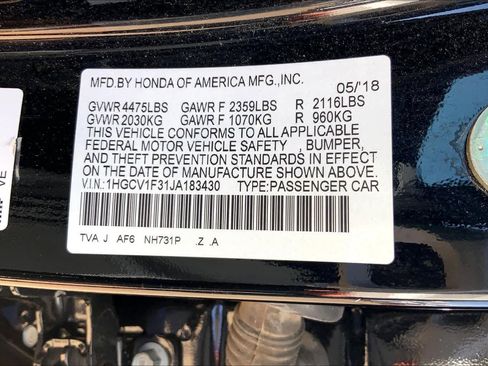 MFD.BY HONDA OF AMERICA MFG.,INC. 05/'18
GVWR 4475LBS GAWR F 2359LBS R 2116LBS
GVWR 2030KG GAWR F 1070KG R 960KG
THIS VEHICLE CONFORMS TO ALL APPLICABLE
FEDERAL MOTOR VEHICLE SAFETY , BUMPER,
AND THEFT PREVENTION STANDARDS IN EFFECT
ON THE DATE OF MANUFACTURE SHOWN ABOVE.
V.I.N.:1HGCV1F31JA183430 TYPE:PASSENGER CAR
TVA J AF6 NH731P .Z .A
VE